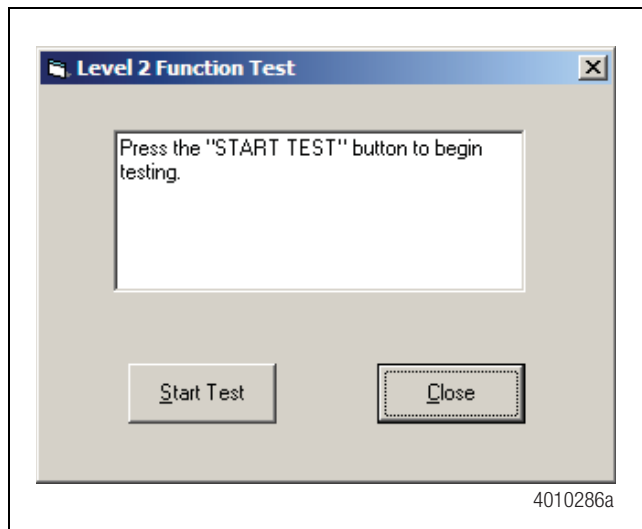 Level 2 Function Test
Press the "START TEST" button to begin
testing.
Start Test
Close
4010286a